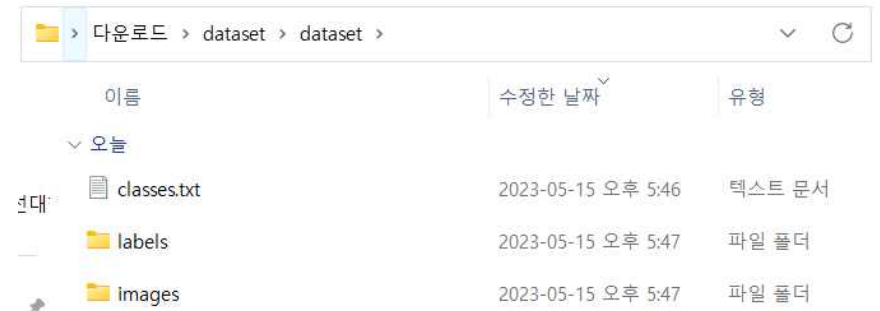 > 다운로드 > dataset > dataset >
이름 수정한 날짜 유형
오늘
classes.txt 2023-05-15 오후 5:46 텍스트 문서
labels 2023-05-15 오후 5:47 파일 폴더
images 2023-05-15 오후 5:47 파일 폴더